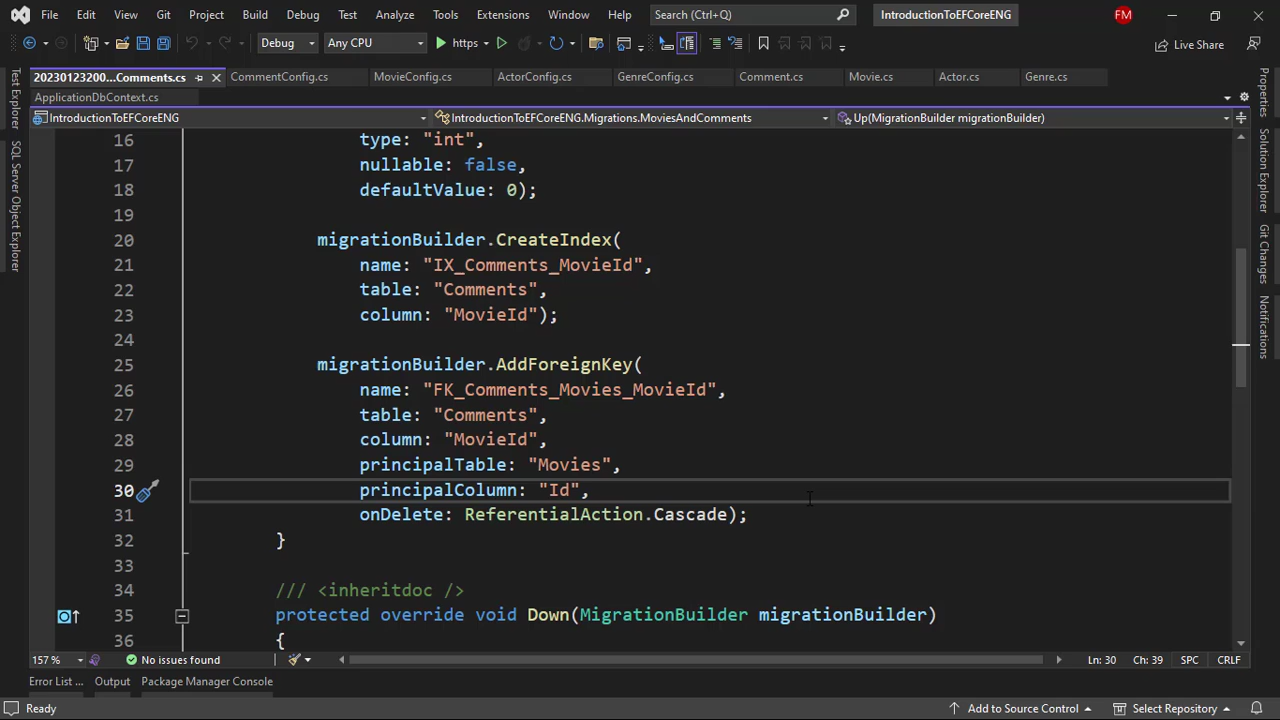 File Edit View Git Project Build Debug Test Analyze Tools Extensions Window Help Search (Ctrl+Q) IntroductionToEFCoreENG FM
Debug Any CPU https Live Share
20230123200...Comments.cs CommentConfig.cs MovieConfig.cs ActorConfig.cs GenreConfig.cs Comment.cs Movie.cs Actor.cs Genre.cs
ApplicationDbContext.cs
IntroductionToEFCoreENG IntroductionToEFCoreENG.Migrations.MoviesAndComments Up(MigrationBuilder migrationBuilder)
Test Explorer
SQL Server Object Explorer
16 type: "int",
17 nullable: false,
18 defaultValue: 0);
19
20 migrationBuilder.CreateIndex(
21 name: "IX_Comments_MovieId",
22 table: "Comments",
23 column: "MovieId");
24
25 migrationBuilder.AddForeignKey(
26 name: "FK_Comments_Movies_MovieId",
27 table: "Comments",
28 column: "MovieId",
29 principalTable: "Movies",
30 principalColumn: "Id",
31 onDelete: ReferentialAction.Cascade);
32 }
33
34 /// <inheritdoc />
35 protected override void Down(MigrationBuilder migrationBuilder)
36 {
Properties
Solution Explorer
Git Changes
Notifications
157 % No issues found Ln: 30 Ch: 39 SPC CRLF
Error List ... Output Package Manager Console
Ready Add to Source Control Select Repository